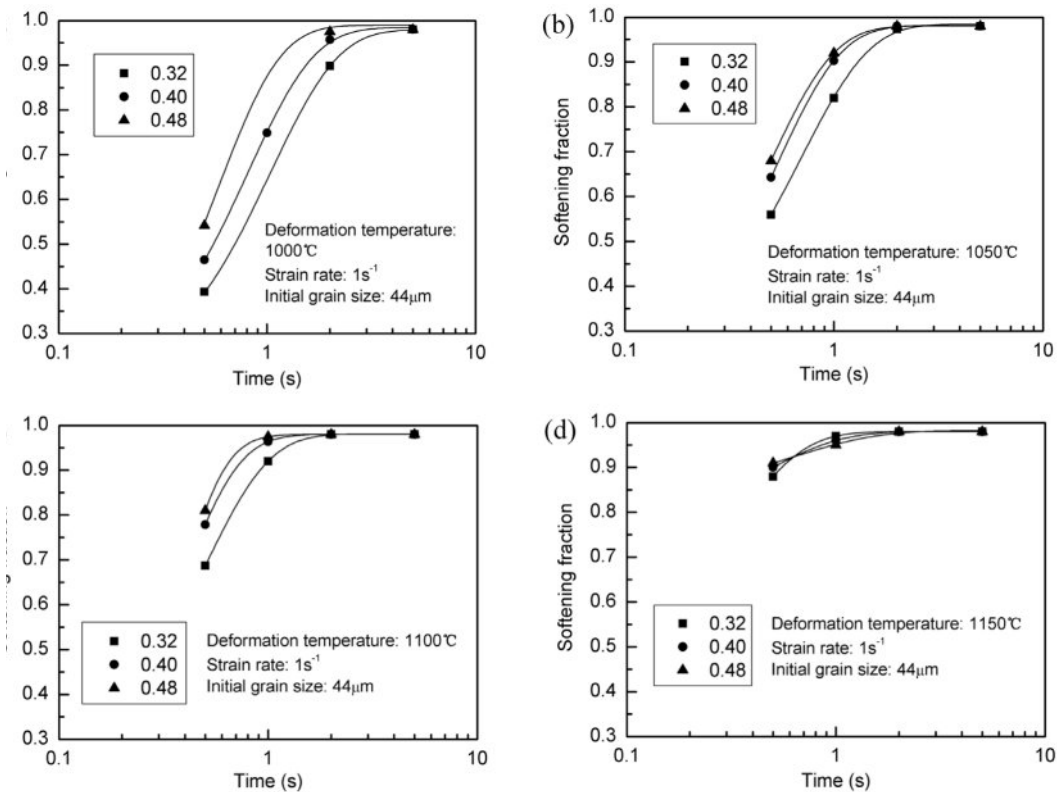 1.0
0.9
0.8
0.7
0.6
0.5
0.4
0.3
0.32
0.40
0.48
Deformation temperature:
1000℃
Strain rate: 1s⁻¹
Initial grain size: 44μm
0.1 1 10
Time (s)
(b)
1.0
0.9
0.8
0.7
0.6
0.5
0.4
0.3
Softening fraction
0.32
0.40
0.48
Deformation temperature: 1050℃
Strain rate: 1s⁻¹
Initial grain size: 44μm
0.1 1 10
Time (s)
1.0
0.9
0.8
0.7
0.6
0.5
0.4
0.3
0.32
0.40
0.48
Deformation temperature: 1100℃
Strain rate: 1s⁻¹
Initial grain size: 44μm
0.1 1 10
Time (s)
(d)
1.0
0.9
0.8
0.7
0.6
0.5
0.4
0.3
Softening fraction
0.32
0.40
0.48
Deformation temperature: 1150℃
Strain rate: 1s⁻¹
Initial grain size: 44μm
0.1 1 10
Time (s)